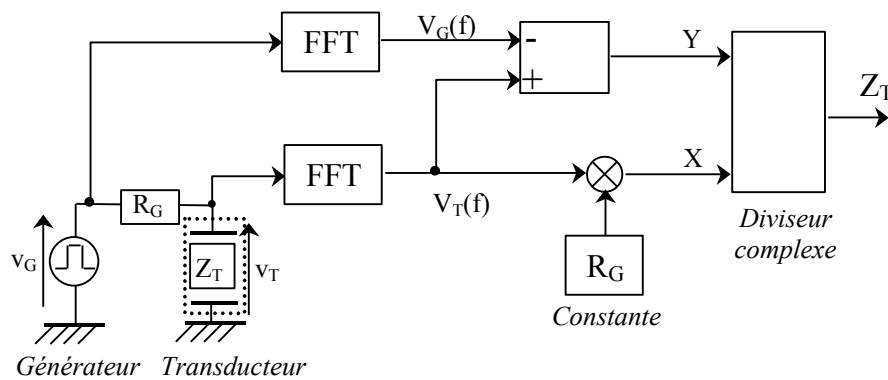 FFT
V_G(f)
-
+
Y
Z_T
FFT
V_T(f)
X
R_G
v_G
Z_T
v_T
R_G
Diviseur
complexe
Constante
Générateur
Transducteur